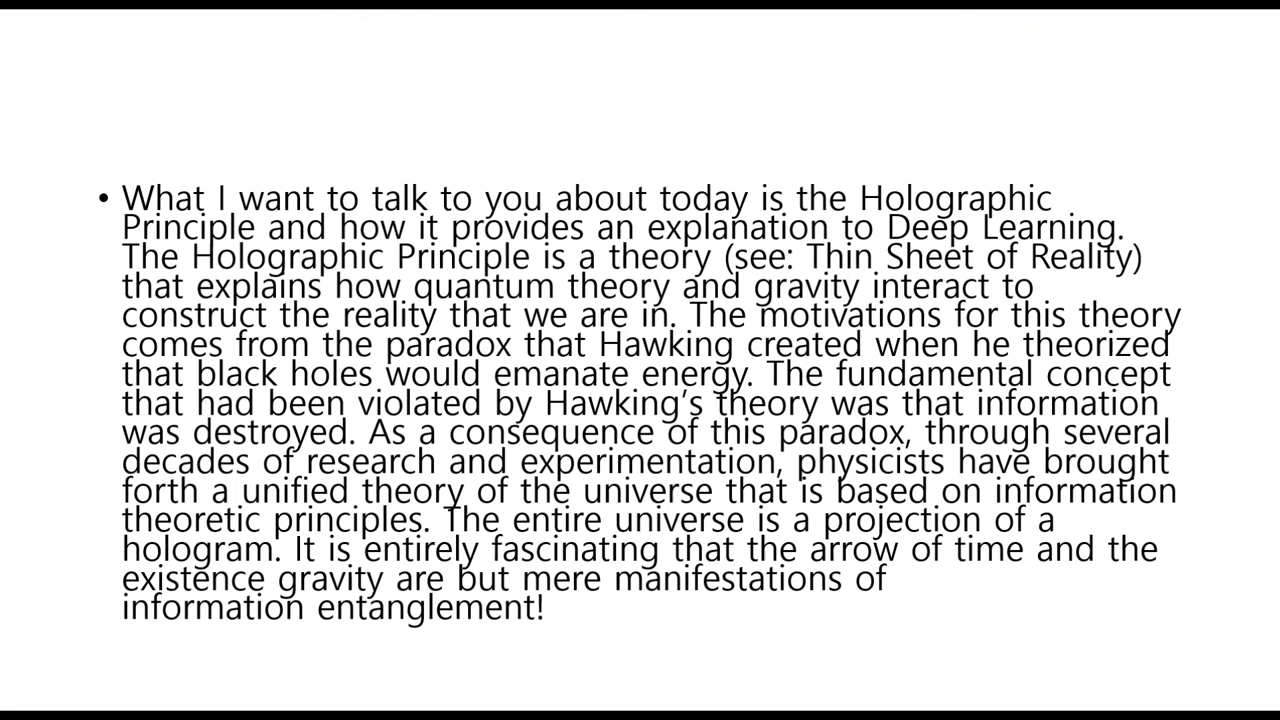 • What I want to talk to you about today is the Holographic
Principle and how it provides an explanation to Deep Learning.
The Holographic Principle is a theory (see: Thin Sheet of Reality)
that explains how quantum theory and gravity interact to
construct the reality that we are in. The motivations for this theory
comes from the paradox that Hawking created when he theorized
that black holes would emanate energy. The fundamental concept
that had been violated by Hawking’s theory was that information
was destroyed. As a consequence of this paradox, through several
decades of research and experimentation, physicists have brought
forth a unified theory of the universe that is based on information
theoretic principles. The entire universe is a projection of a
hologram. It is entirely fascinating that the arrow of time and the
existence gravity are but mere manifestations of
information entanglement!